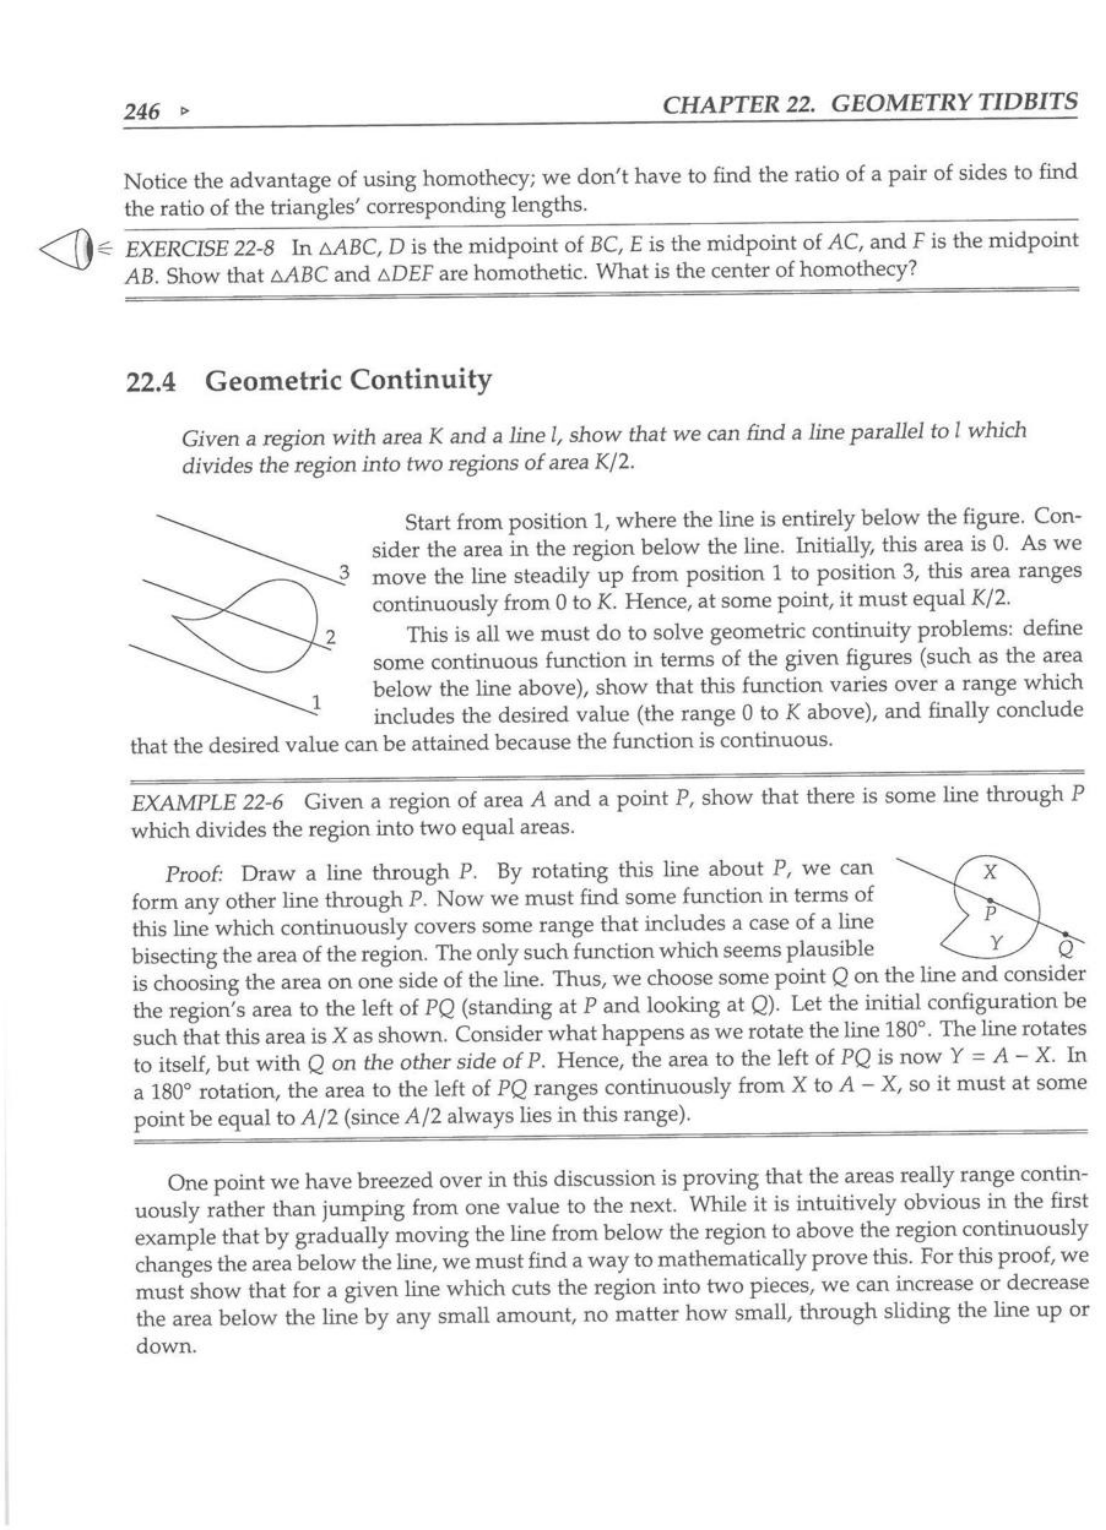 246 ▹ CHAPTER 22. GEOMETRY TIDBITS
Notice the advantage of using homothecy; we don't have to find the ratio of a pair of sides to find
the ratio of the triangles' corresponding lengths.
EXERCISE 22-8 In △ABC, D is the midpoint of BC, E is the midpoint of AC, and F is the midpoint
AB. Show that △ABC and △DEF are homothetic. What is the center of homothecy?
22.4 Geometric Continuity
Given a region with area K and a line l, show that we can find a line parallel to l which
divides the region into two regions of area K/2.
3
2
1
Start from position 1, where the line is entirely below the figure. Con-
sider the area in the region below the line. Initially, this area is 0. As we
move the line steadily up from position 1 to position 3, this area ranges
continuously from 0 to K. Hence, at some point, it must equal K/2.
This is all we must do to solve geometric continuity problems: define
some continuous function in terms of the given figures (such as the area
below the line above), show that this function varies over a range which
includes the desired value (the range 0 to K above), and finally conclude
that the desired value can be attained because the function is continuous.
EXAMPLE 22-6 Given a region of area A and a point P, show that there is some line through P
which divides the region into two equal areas.
Proof: Draw a line through P. By rotating this line about P, we can
form any other line through P. Now we must find some function in terms of
this line which continuously covers some range that includes a case of a line
bisecting the area of the region. The only such function which seems plausible
X
P
Y
Q
is choosing the area on one side of the line. Thus, we choose some point Q on the line and consider
the region's area to the left of PQ (standing at P and looking at Q). Let the initial configuration be
such that this area is X as shown. Consider what happens as we rotate the line 180°. The line rotates
to itself, but with Q on the other side of P. Hence, the area to the left of PQ is now Y = A − X. In
a 180° rotation, the area to the left of PQ ranges continuously from X to A − X, so it must at some
point be equal to A/2 (since A/2 always lies in this range).
One point we have breezed over in this discussion is proving that the areas really range contin-
uously rather than jumping from one value to the next. While it is intuitively obvious in the first
example that by gradually moving the line from below the region to above the region continuously
changes the area below the line, we must find a way to mathematically prove this. For this proof, we
must show that for a given line which cuts the region into two pieces, we can increase or decrease
the area below the line by any small amount, no matter how small, through sliding the line up or
down.